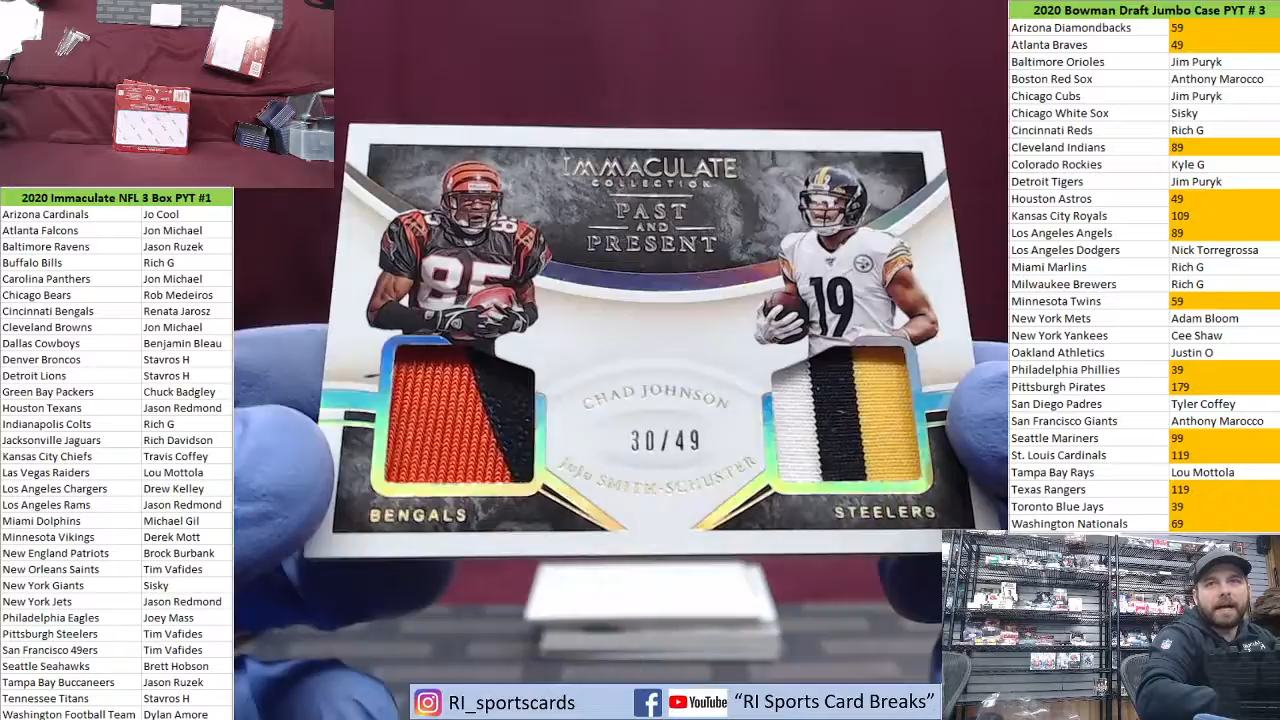 2020 Immaculate NFL 3 Box PYT #1
Arizona Cardinals Jo Cool
Atlanta Falcons Jon Michael
Baltimore Ravens Jason Ruzek
Buffalo Bills Rich G
Carolina Panthers Jon Michael
Chicago Bears Rob Medeiros
Cincinnati Bengals Renata Jarosz
Cleveland Browns Jon Michael
Dallas Cowboys Benjamin Bleau
Denver Broncos Stavros H
Detroit Lions Stavros H
Green Bay Packers Chuck Badgley
Houston Texans Jason Redmond
Indianapolis Colts Rich G
Jacksonville Jaguars Rich Davidson
Kansas City Chiefs Travis Coffey
Las Vegas Raiders Lou Mottola
Los Angeles Chargers Drew Kelley
Los Angeles Rams Jason Redmond
Miami Dolphins Michael Gil
Minnesota Vikings Derek Mott
New England Patriots Brock Burbank
New Orleans Saints Tim Vafides
New York Giants Sisky
New York Jets Jason Redmond
Philadelphia Eagles Joey Mass
Pittsburgh Steelers Tim Vafides
San Francisco 49ers Tim Vafides
Seattle Seahawks Brett Hobson
Tampa Bay Buccaneers Jason Ruzek
Tennessee Titans Stavros H
Washington Football Team Dylan Amore
IMMACULATE
COLLECTION
PAST
AND
PRESENT
85
19
CHAD JOHNSON
30/49
JUJU SMITH-SCHUSTER
BENGALS
STEELERS
RI_sportscards YouTube "RI Sports Card Breaks"
2020 Bowman Draft Jumbo Case PYT # 3
Arizona Diamondbacks 59
Atlanta Braves 49
Baltimore Orioles Jim Puryk
Boston Red Sox Anthony Marocco
Chicago Cubs Jim Puryk
Chicago White Sox Sisky
Cincinnati Reds Rich G
Cleveland Indians 89
Colorado Rockies Kyle G
Detroit Tigers Jim Puryk
Houston Astros 49
Kansas City Royals 109
Los Angeles Angels 89
Los Angeles Dodgers Nick Torregrossa
Miami Marlins Rich G
Milwaukee Brewers Rich G
Minnesota Twins 59
New York Mets Adam Bloom
New York Yankees Cee Shaw
Oakland Athletics Justin O
Philadelphia Phillies 39
Pittsburgh Pirates 179
San Diego Padres Tyler Coffey
San Francisco Giants Anthony Marocco
Seattle Mariners 99
St. Louis Cardinals 119
Tampa Bay Rays Lou Mottola
Texas Rangers 119
Toronto Blue Jays 39
Washington Nationals 69